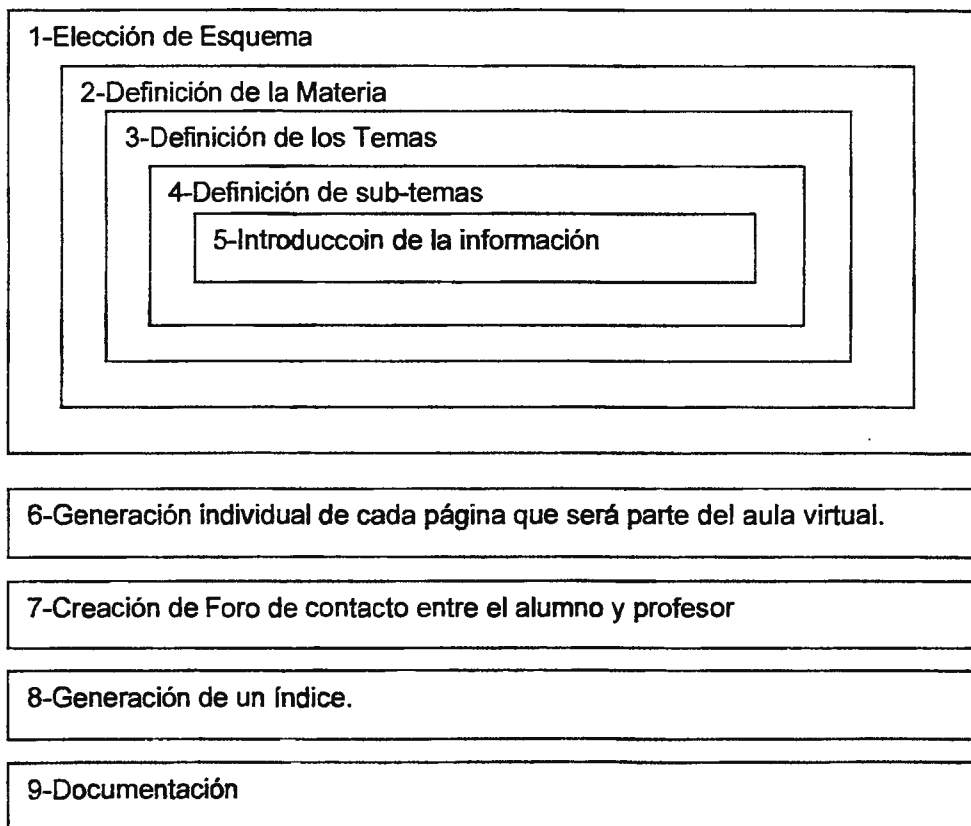 1-Elección de Esquema
2-Definición de la Materia
3-Definición de los Temas
4-Definición de sub-temas
5-Introduccoin de la información
6-Generación individual de cada página que será parte del aula virtual.
7-Creación de Foro de contacto entre el alumno y profesor
8-Generación de un índice.
9-Documentación